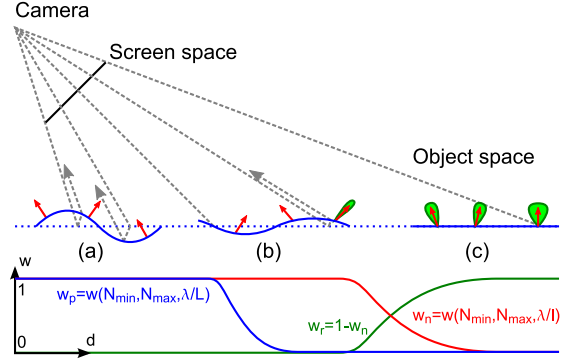 Camera
Screen space
Object space
(a)
(b)
(c)
w
1
w_p=w(N_min,N_max,λ/L)
w_r=1-w_n
w_n=w(N_min,N_max,λ/l)
0
d